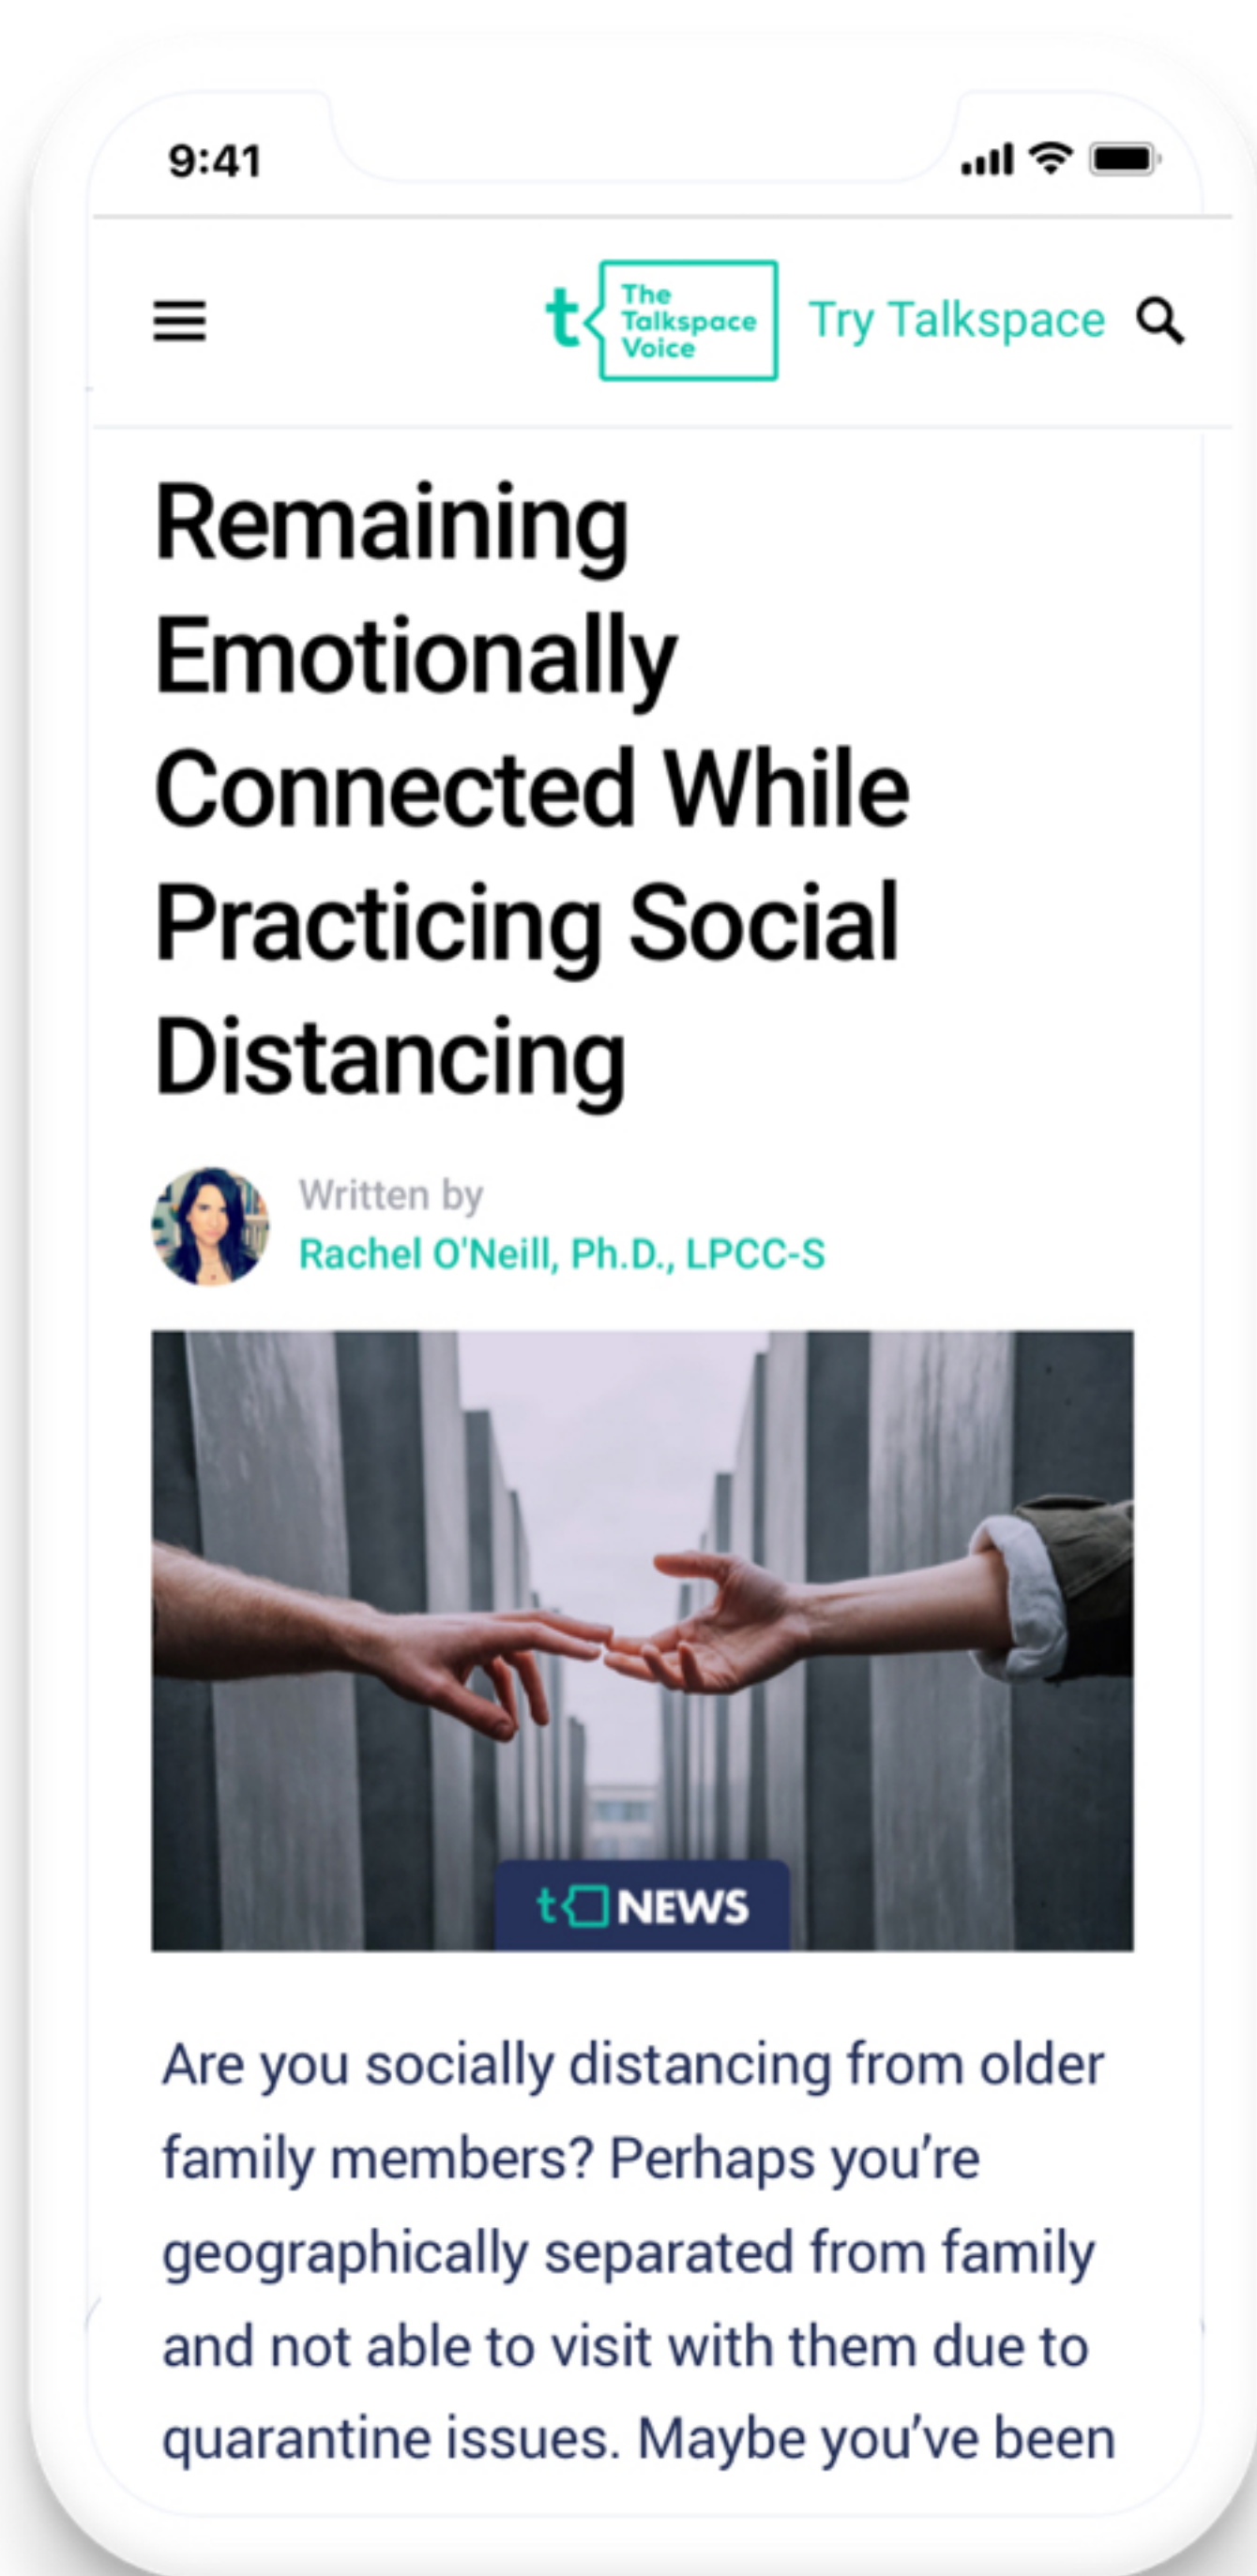 9:41
t The
Talkspace
Voice
Try Talkspace
Remaining
Emotionally
Connected While
Practicing Social
Distancing
Written by
Rachel O'Neill, Ph.D., LPCC-S
t NEWS
Are you socially distancing from older
family members? Perhaps you’re
geographically separated from family
and not able to visit with them due to
quarantine issues. Maybe you’ve been